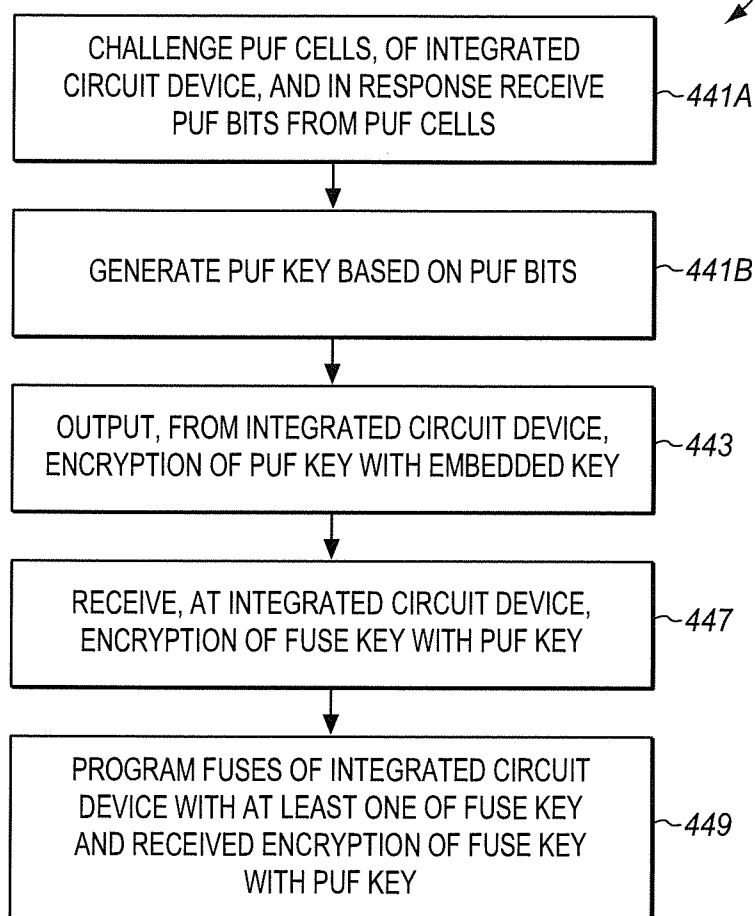 CHALLENGE PUF CELLS, OF INTEGRATED
CIRCUIT DEVICE, AND IN RESPONSE RECEIVE
PUF BITS FROM PUF CELLS
441A
GENERATE PUF KEY BASED ON PUF BITS
441B
OUTPUT, FROM INTEGRATED CIRCUIT DEVICE,
ENCRYPTION OF PUF KEY WITH EMBEDDED KEY
443
RECEIVE, AT INTEGRATED CIRCUIT DEVICE,
ENCRYPTION OF FUSE KEY WITH PUF KEY
447
PROGRAM FUSES OF INTEGRATED CIRCUIT
DEVICE WITH AT LEAST ONE OF FUSE KEY
AND RECEIVED ENCRYPTION OF FUSE KEY
WITH PUF KEY
449